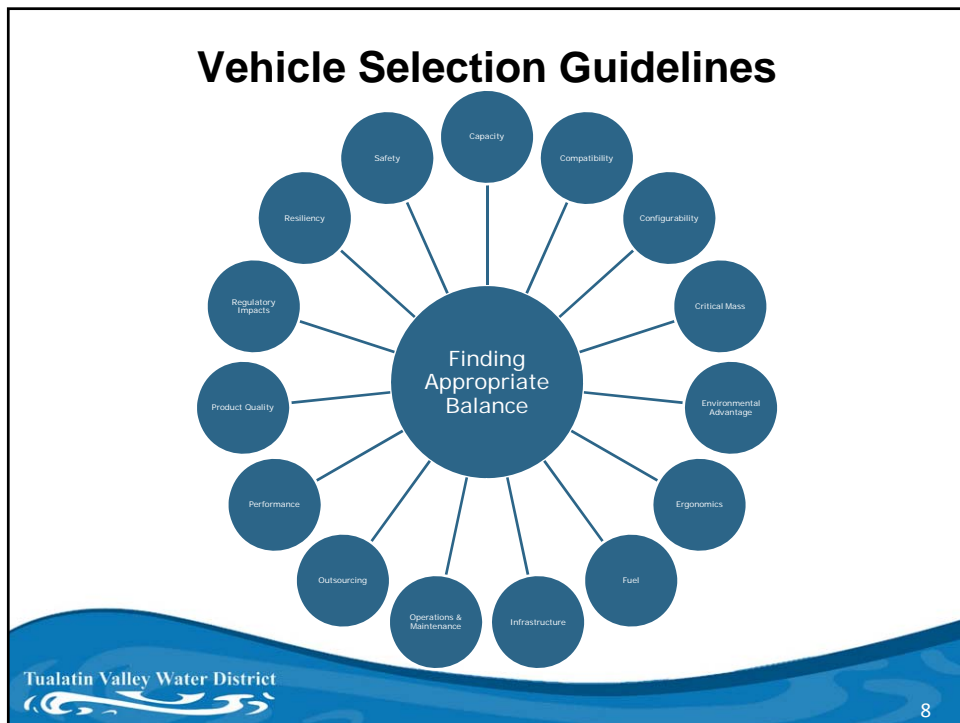 Vehicle Selection Guidelines
Capacity
Compatibility
Configurability
Critical Mass
Environmental
Advantage
Ergonomics
Fuel
Infrastructure
Operations &
Maintenance
Outsourcing
Performance
Product Quality
Regulatory
Impacts
Resiliency
Safety
Finding
Appropriate
Balance
Tualatin Valley Water District
8